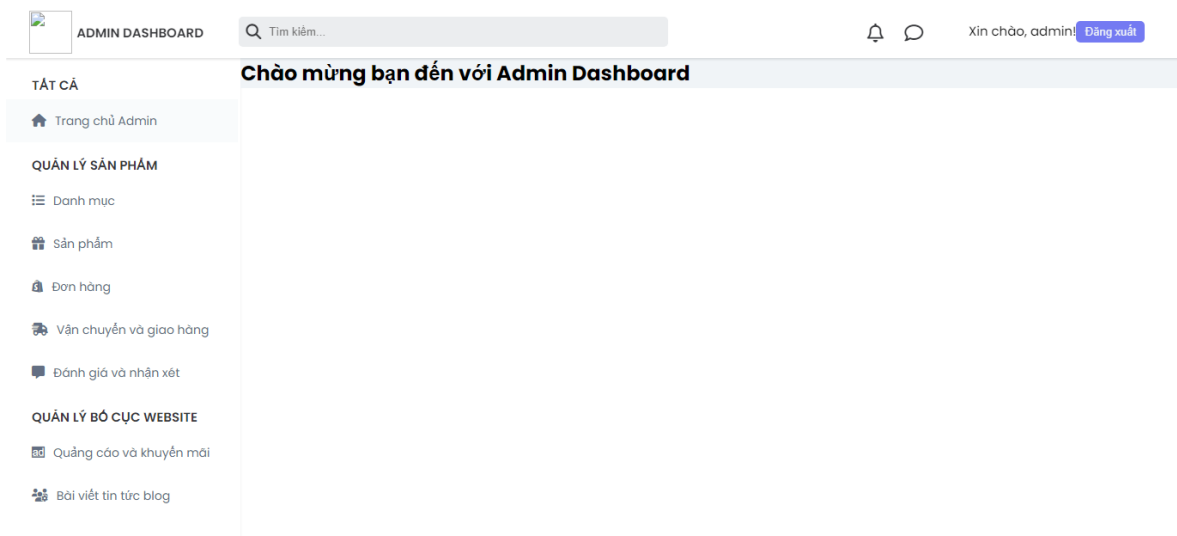 ADMIN DASHBOARD
Tìm kiếm...
Xin chào, admin! Đăng xuất
TẤT CẢ
Trang chủ Admin
QUẢN LÝ SẢN PHẨM
Danh mục
Sản phẩm
Đơn hàng
Vận chuyển và giao hàng
Đánh giá và nhận xét
QUẢN LÝ BỐ CỤC WEBSITE
ad Quảng cáo và khuyến mãi
Bài viết tin tức blog
Chào mừng bạn đến với Admin Dashboard